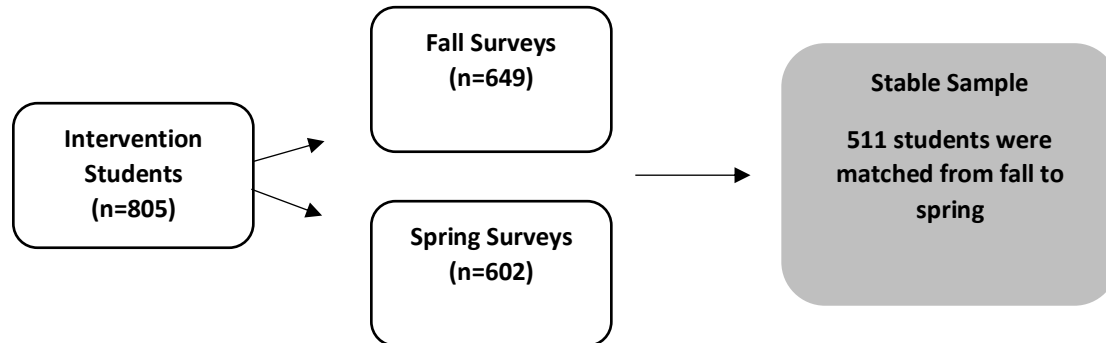 Intervention
Students
(n=805)
Fall Surveys
(n=649)
Spring Surveys
(n=602)
Stable Sample
511 students were
matched from fall to
spring